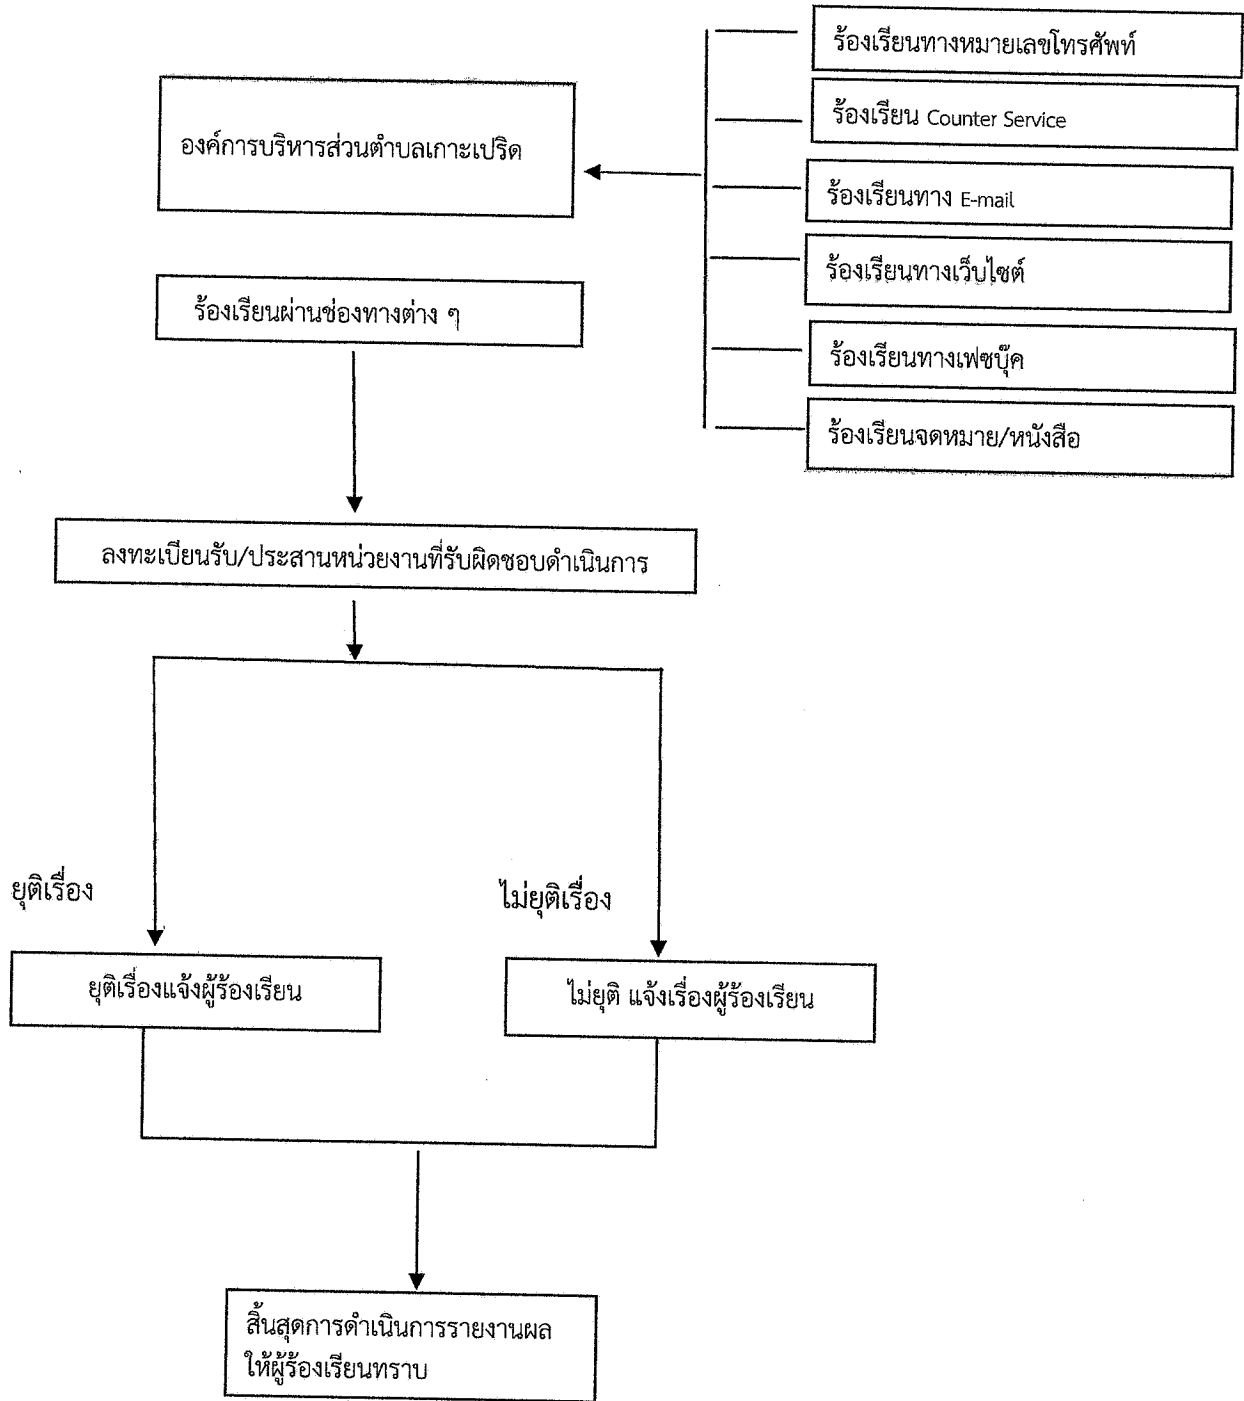 ร้องเรียนทางหมายเลขโทรศัพท์
องค์การบริหารส่วนตำบลเกาะเปริด
ร้องเรียน Counter Service
ร้องเรียนทาง E-mail
ร้องเรียนทางเว็บไซต์
ร้องเรียนผ่านช่องทางต่าง ๆ
ร้องเรียนทางเฟซบุ๊ค
ร้องเรียนจดหมาย/หนังสือ
ลงทะเบียนรับ/ประสานหน่วยงานที่รับผิดชอบดำเนินการ
ยุติเรื่อง
ไม่ยุติเรื่อง
ยุติเรื่องแจ้งผู้ร้องเรียน
ไม่ยุติ แจ้งเรื่องผู้ร้องเรียน
สิ้นสุดการดำเนินการรายงานผล
ให้ผู้ร้องเรียนทราบ